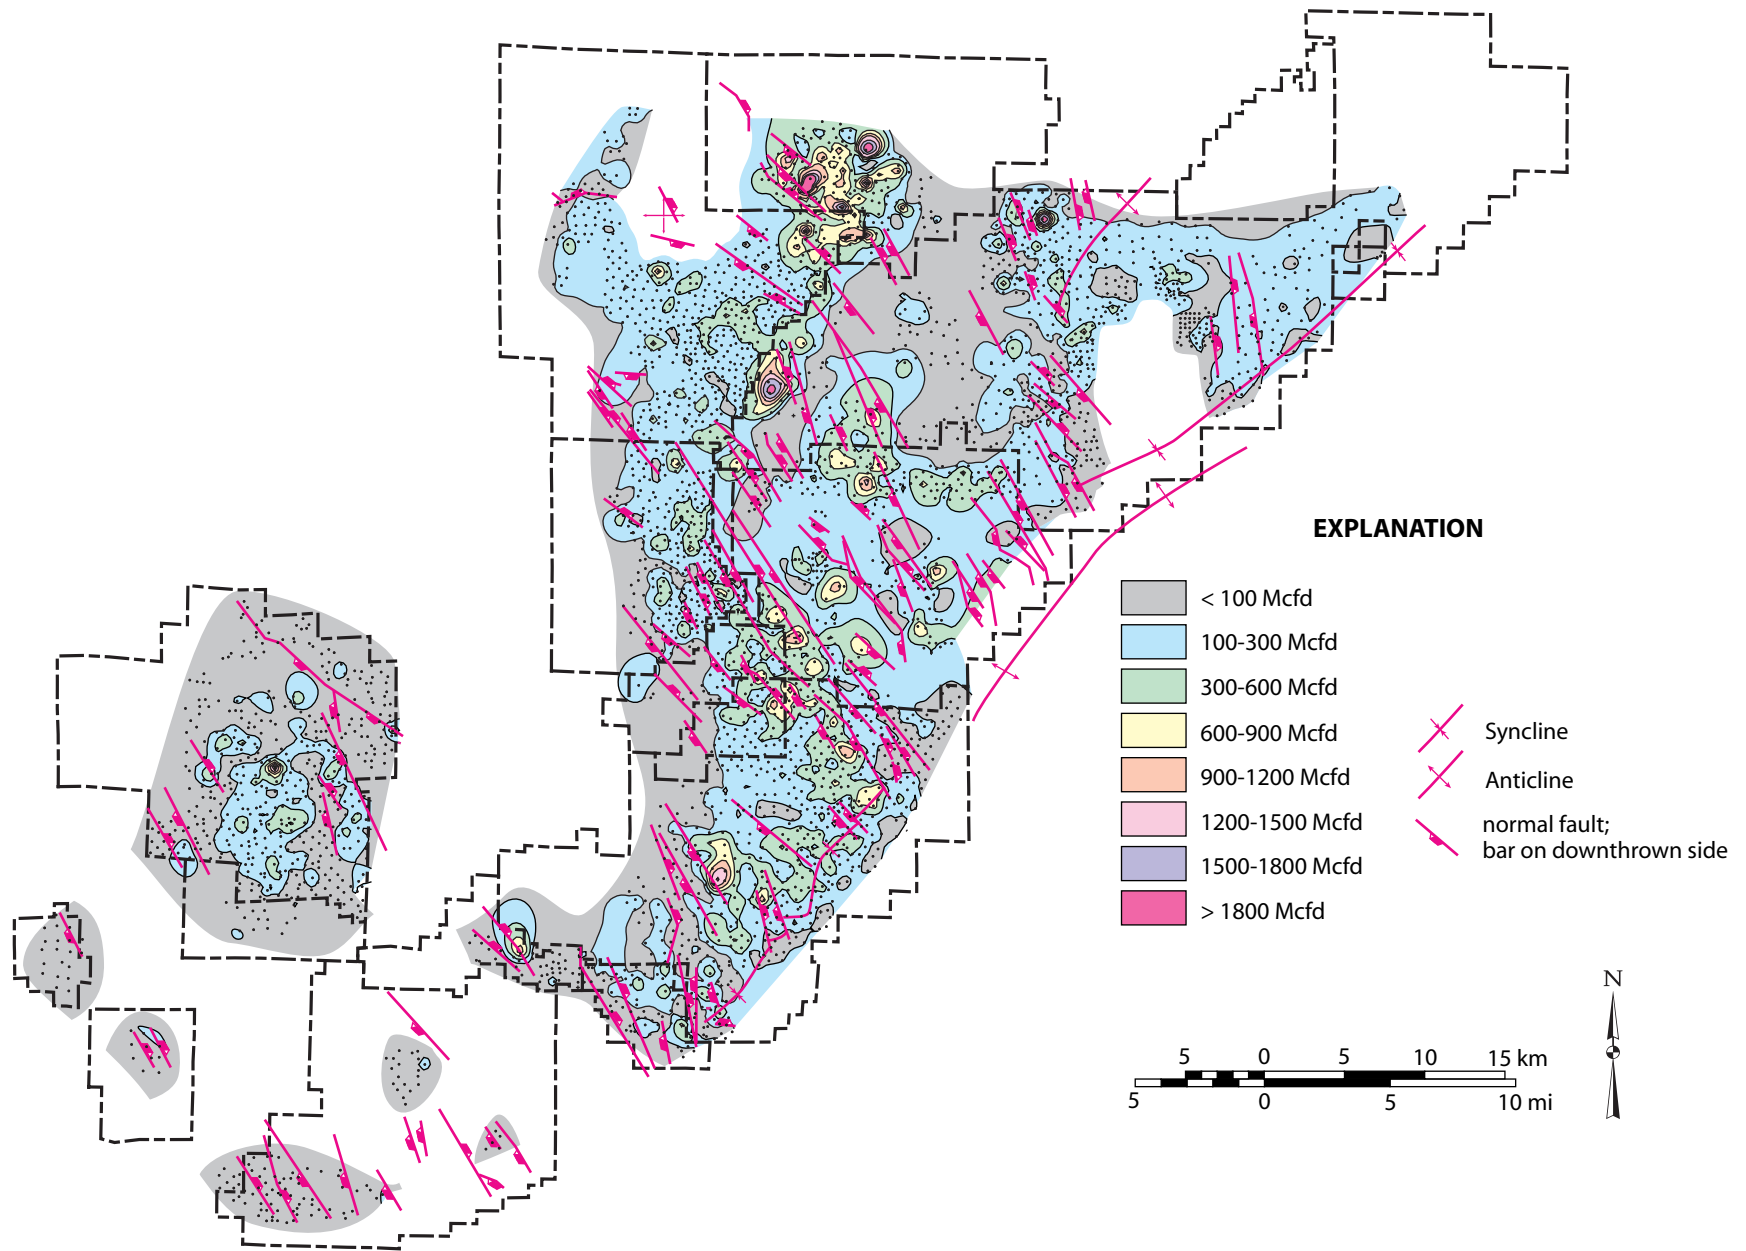 EXPLANATION
< 100 Mcfd
100-300 Mcfd
300-600 Mcfd
600-900 Mcfd
900-1200 Mcfd
1200-1500 Mcfd
1500-1800 Mcfd
> 1800 Mcfd
Syncline
Anticline
normal fault;
bar on downthrown side
N
5 0 5 10 15 km
5 0 5 10 mi